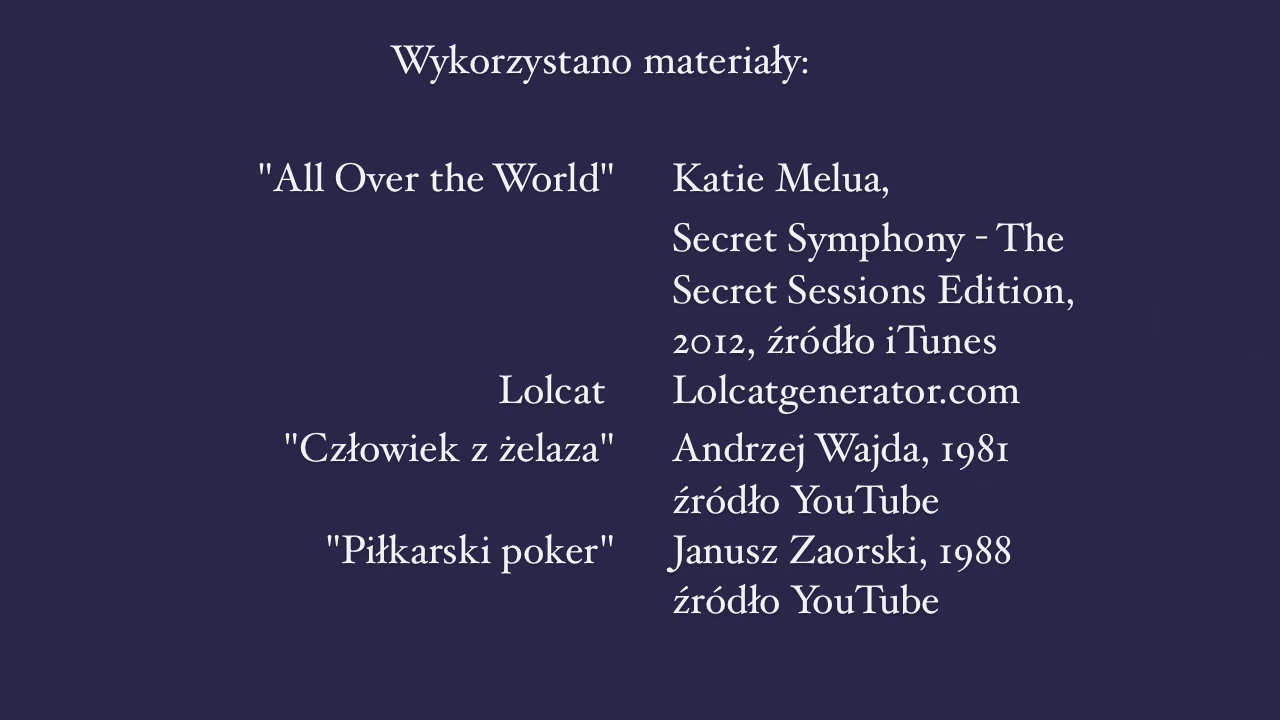 Wykorzystano materiały:
"All Over the World" Katie Melua,
Secret Symphony - The
Secret Sessions Edition,
2012, źródło iTunes
Lolcat Lolcatgenerator.com
"Człowiek z żelaza" Andrzej Wajda, 1981
źródło YouTube
"Piłkarski poker" Janusz Zaorski, 1988
źródło YouTube